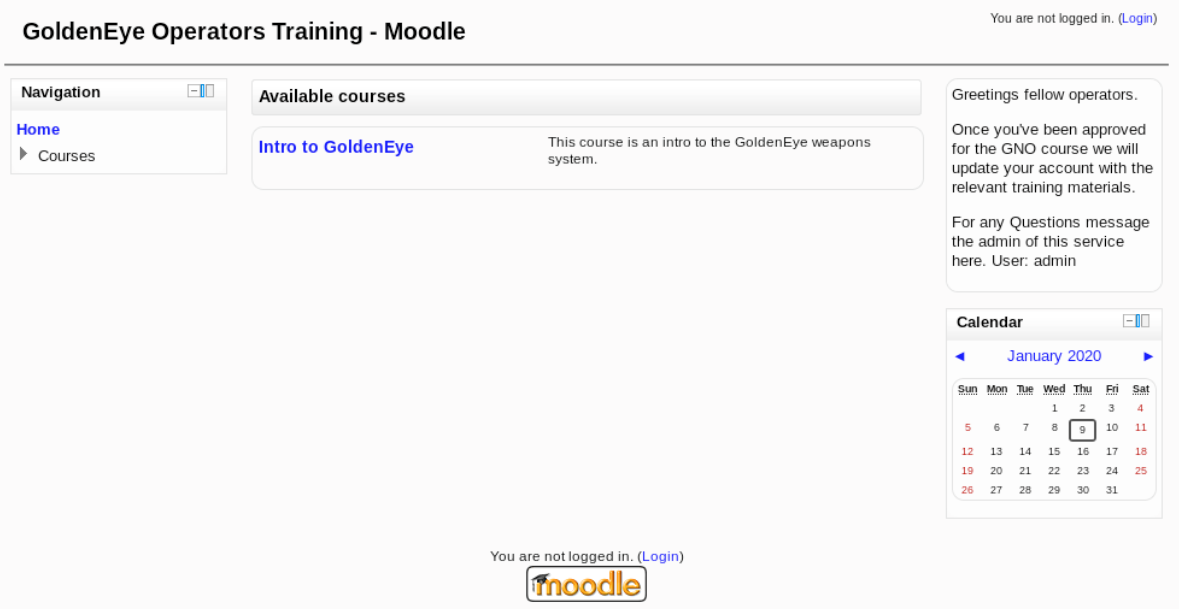 GoldenEye Operators Training - Moodle
You are not logged in. (Login)
Navigation
Home
Courses
Available courses
Intro to GoldenEye
This course is an intro to the GoldenEye weapons
system.
Greetings fellow operators.
Once you've been approved
for the GNO course we will
update your account with the
relevant training materials.
For any Questions message
the admin of this service
here. User: admin
Calendar
◄ January 2020 ►
Sun Mon Tue Wed Thu Fri Sat
1 2 3 4
5 6 7 8 9 10 11
12 13 14 15 16 17 18
19 20 21 22 23 24 25
26 27 28 29 30 31
You are not logged in. (Login)
moodle